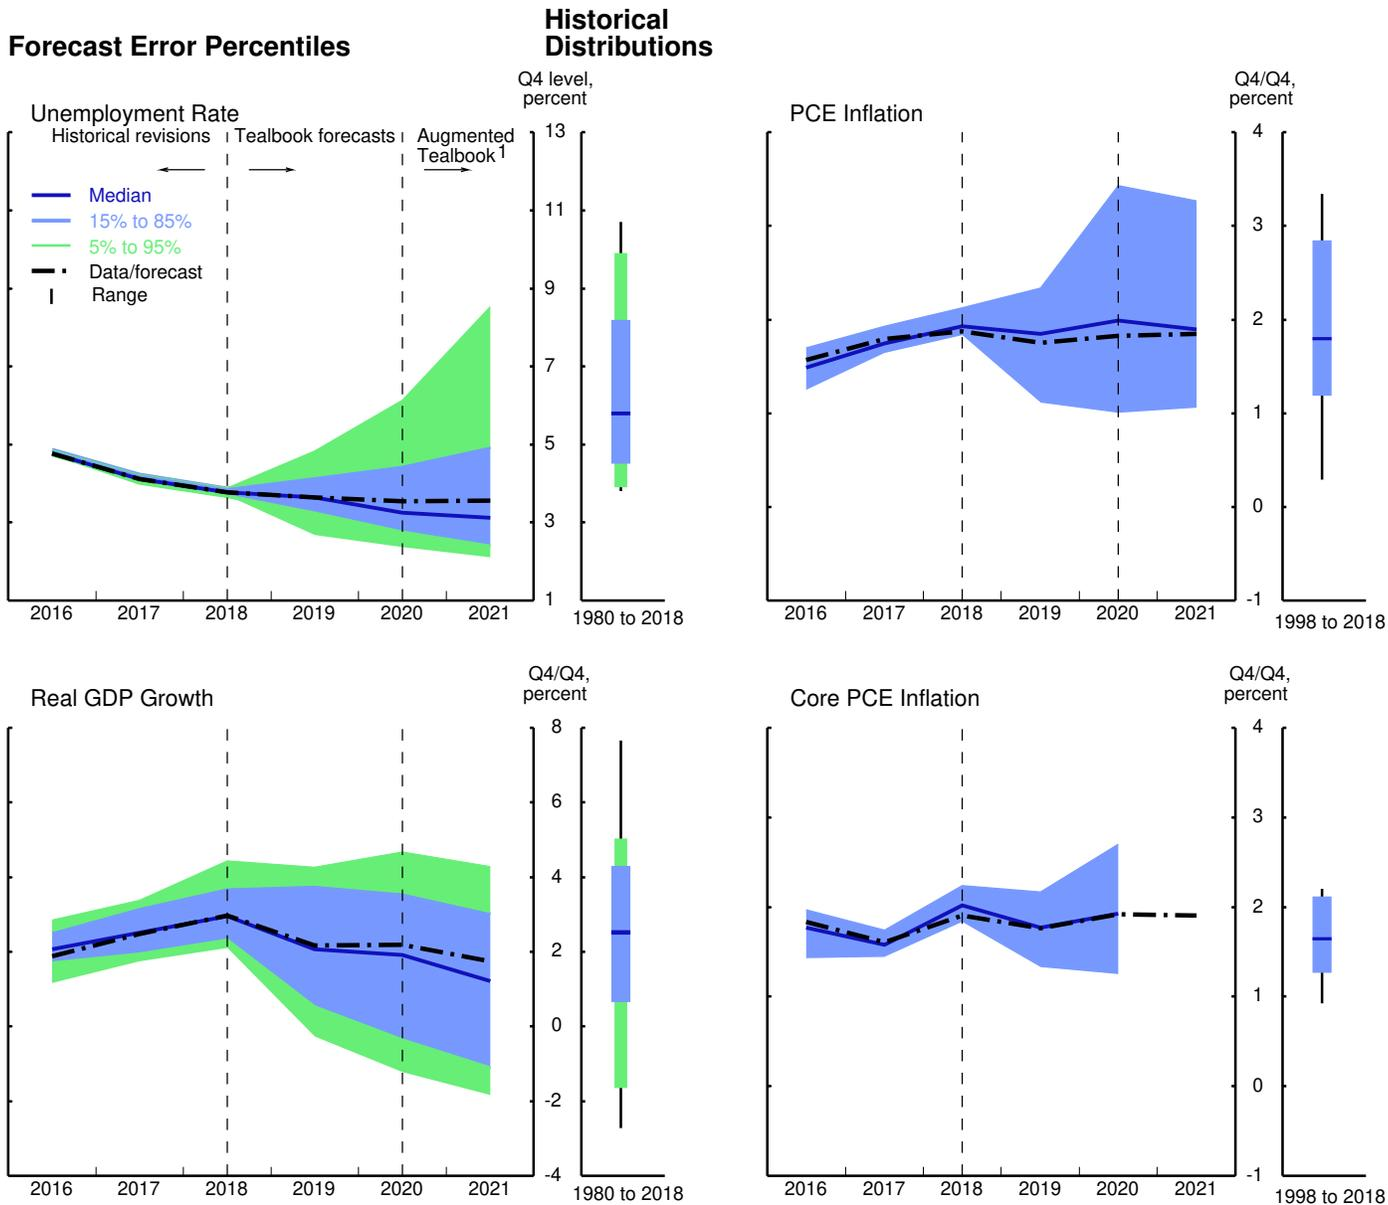 Forecast Error Percentiles
Historical
Distributions
Unemployment Rate
Q4 level,
percent
Historical revisions
Tealbook forecasts
Augmented
Tealbook1
Median
15% to 85%
5% to 95%
Data/forecast
Range
13
11
9
7
5
3
1
2016 2017 2018 2019 2020 2021
1980 to 2018
PCE Inflation
Q4/Q4,
percent
4
3
2
1
0
-1
2016 2017 2018 2019 2020 2021
1998 to 2018
Real GDP Growth
Q4/Q4,
percent
8
6
4
2
0
-2
-4
2016 2017 2018 2019 2020 2021
1980 to 2018
Core PCE Inflation
Q4/Q4,
percent
4
3
2
1
0
-1
2016 2017 2018 2019 2020 2021
1998 to 2018